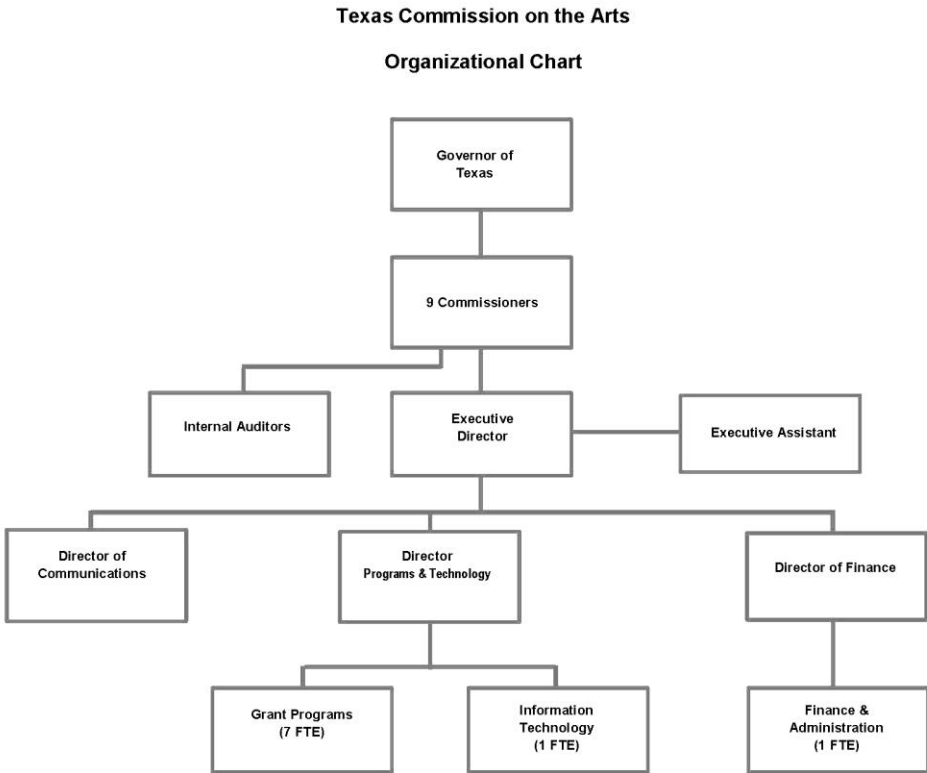 Texas Commission on the Arts
Organizational Chart
Governor of
Texas
9 Commissioners
Internal Auditors
Executive
Director
Executive Assistant
Director of
Communications
Director
Programs & Technology
Director of Finance
Grant Programs
(7 FTE)
Information
Technology
(1 FTE)
Finance &
Administration
(1 FTE)